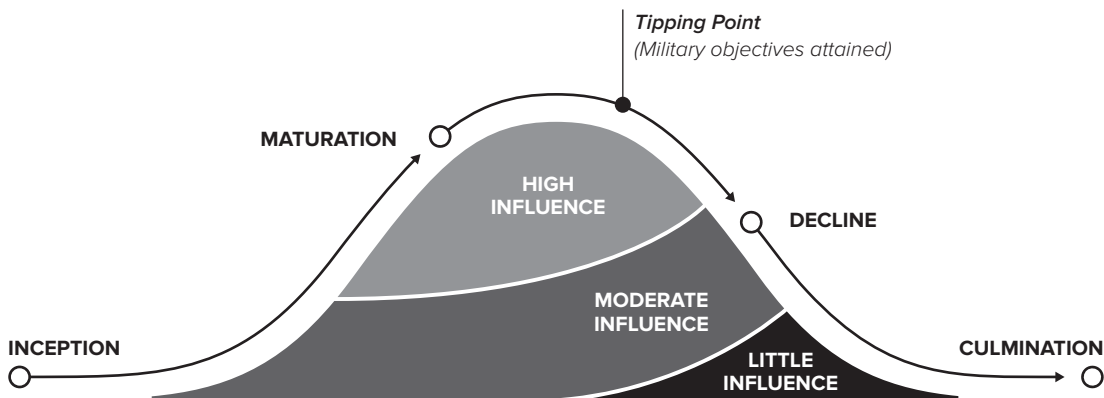 Tipping Point
(Military objectives attained)
MATURATION
HIGH
INFLUENCE
DECLINE
MODERATE
INFLUENCE
INCEPTION
CULMINATION
LITTLE
INFLUENCE